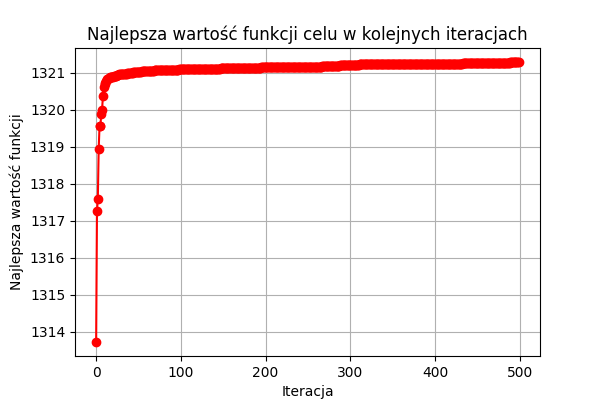 Najlepsza wartość funkcji celu w kolejnych iteracjach
Najlepsza wartość funkcji
1321
1320
1319
1318
1317
1316
1315
1314
0 100 200 300 400 500
Iteracja